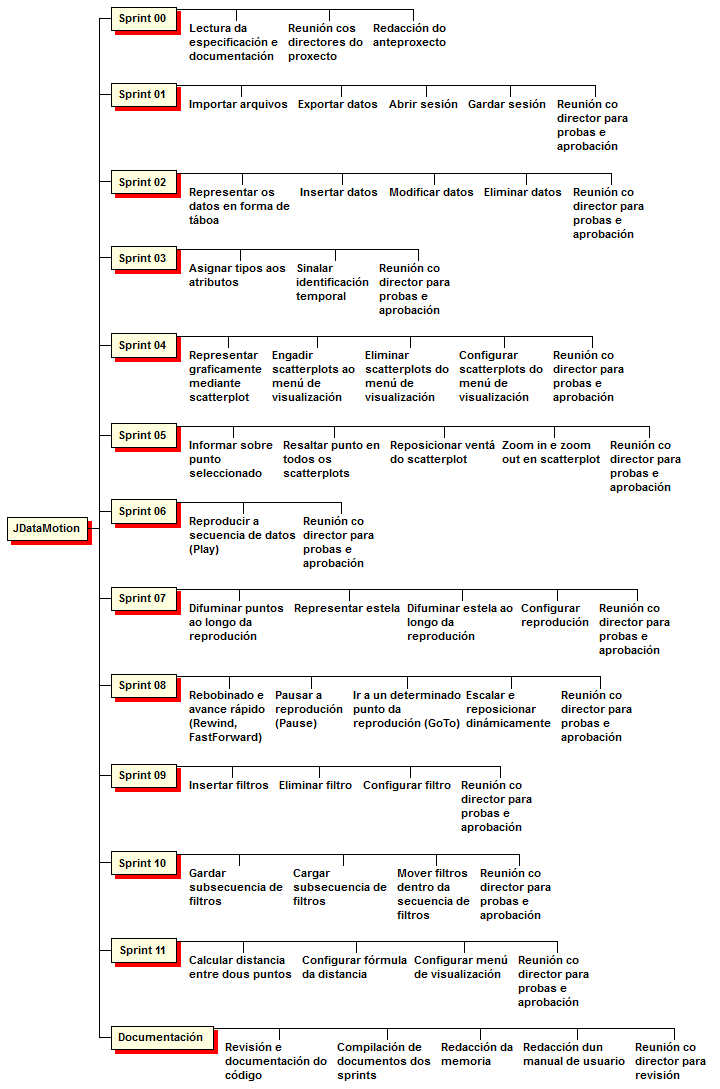 Sprint 00
Lectura da
especificación e
documentación
Reunión cos
directores do
proxecto
Redacción do
anteproxecto
Sprint 01
Importar arquivos
Exportar datos
Abrir sesión
Gardar sesión
Reunión co
director para
probas e
aprobación
Sprint 02
Representar os
datos en forma de
táboa
Insertar datos
Modificar datos
Eliminar datos
Reunión co
director para
probas e
aprobación
Sprint 03
Asignar tipos aos
atributos
Sinalar
identificación
temporal
Reunión co
director para
probas e
aprobación
Sprint 04
Representar
graficamente
mediante
scatterplot
Engadir
scatterplots ao
menú de
visualización
Eliminar
scatterplots do
menú de
visualización
Configurar
scatterplots do
menú de
visualización
Reunión co
director para
probas e
aprobación
Sprint 05
Informar sobre
punto
seleccionado
Resaltar punto en
todos os
scatterplots
Reposicionar ventá
do scatterplot
Zoom in e zoom
out en scatterplot
Reunión co
director para
probas e
aprobación
JDataMotion
Sprint 06
Reproducir a
secuencia de datos
(Play)
Reunión co
director para
probas e
aprobación
Sprint 07
Difuminar puntos
ao longo da
reprodución
Representar estela
Difuminar estela ao
longo da
reprodución
Configurar
reprodución
Reunión co
director para
probas e
aprobación
Sprint 08
Rebobinado e
avance rápido
(Rewind,
FastForward)
Pausar a
reprodución
(Pause)
Ir a un determinado
punto da
reprodución (GoTo)
Escalar e
reposicionar
dinámicamente
Reunión co
director para
probas e
aprobación
Sprint 09
Insertar filtros
Eliminar filtro
Configurar filtro
Reunión co
director para
probas e
aprobación
Sprint 10
Gardar
subsecuencia de
filtros
Cargar
subsecuencia de
filtros
Mover filtros
dentro da
secuencia de
filtros
Reunión co
director para
probas e
aprobación
Sprint 11
Calcular distancia
entre dous puntos
Configurar fórmula
da distancia
Configurar menú
de visualización
Reunión co
director para
probas e
aprobación
Documentación
Revisión e
documentación do
código
Compilación de
documentos dos
sprints
Redacción da
memoria
Redacción dun
manual de usuario
Reunión co
director para
revisión